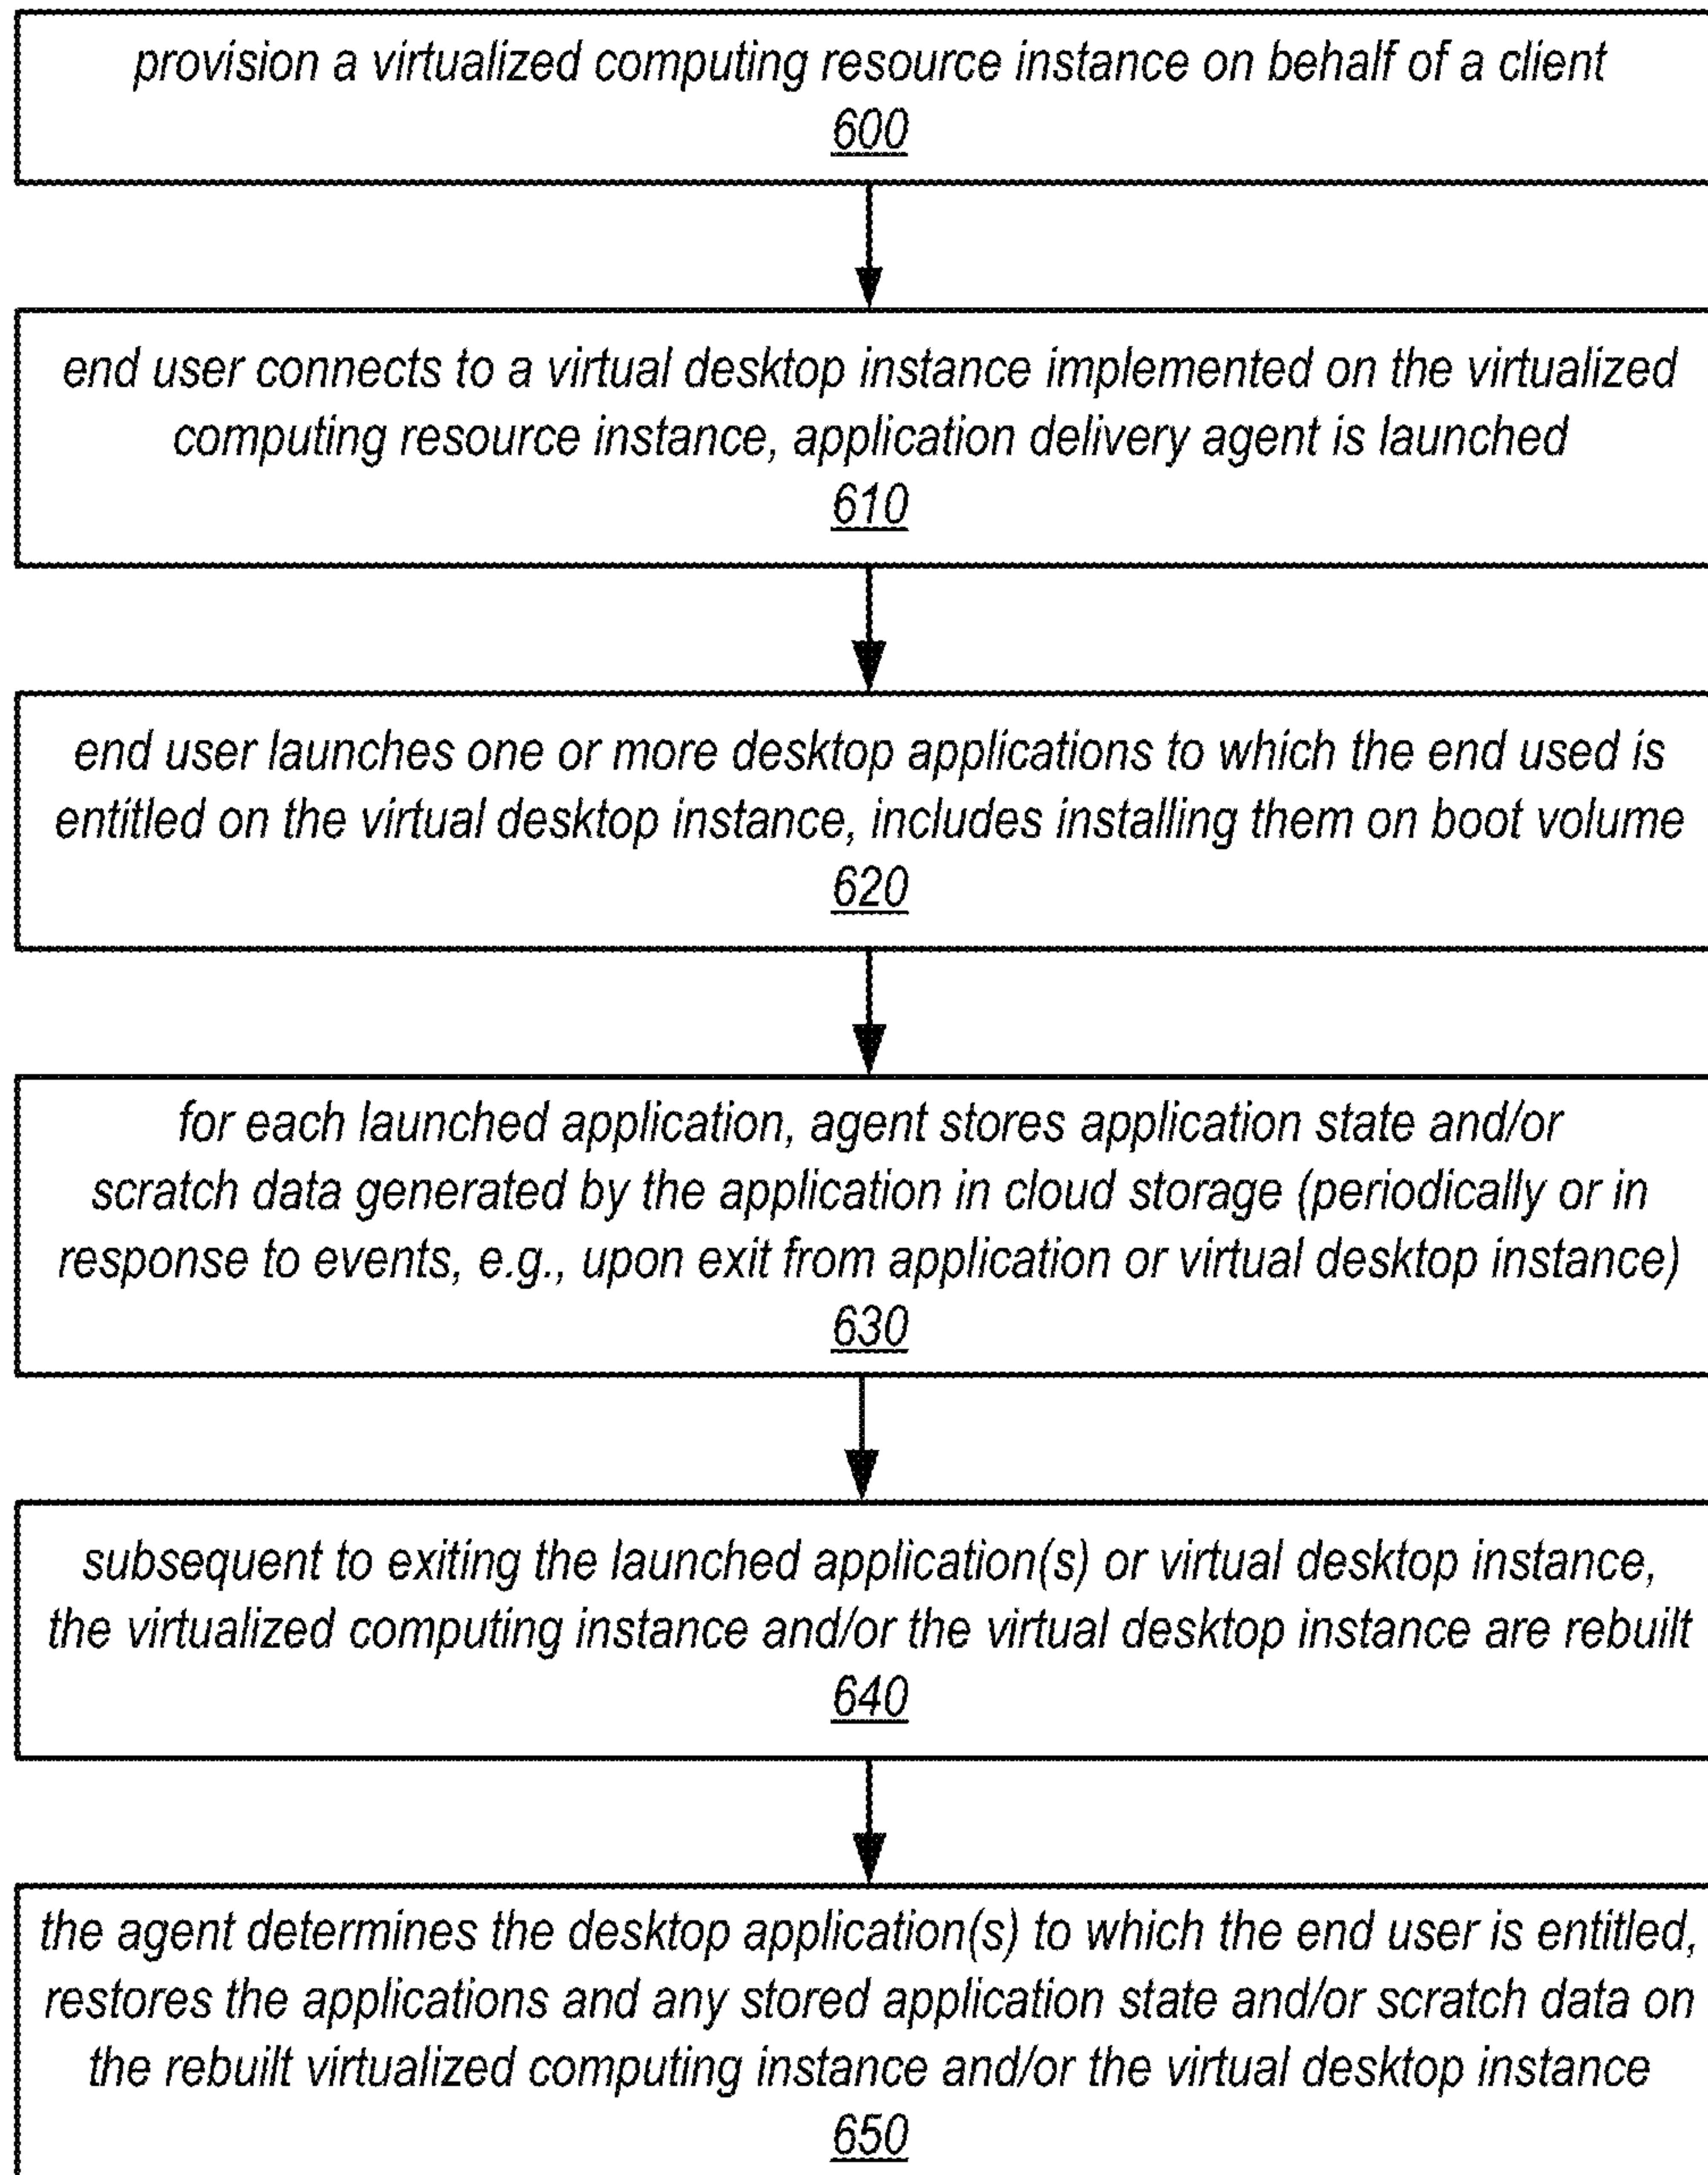 provision a virtualized computing resource instance on behalf of a client
600
end user connects to a virtual desktop instance implemented on the virtualized
computing resource instance, application delivery agent is launched
610
end user launches one or more desktop applications to which the end used is
entitled on the virtual desktop instance, includes installing them on boot volume
620
for each launched application, agent stores application state and/or
scratch data generated by the application in cloud storage (periodically or in
response to events, e.g., upon exit from application or virtual desktop instance)
630
subsequent to exiting the launched application(s) or virtual desktop instance,
the virtualized computing instance and/or the virtual desktop instance are rebuilt
640
the agent determines the desktop application(s) to which the end user is entitled,
restores the applications and any stored application state and/or scratch data on
the rebuilt virtualized computing instance and/or the virtual desktop instance
650